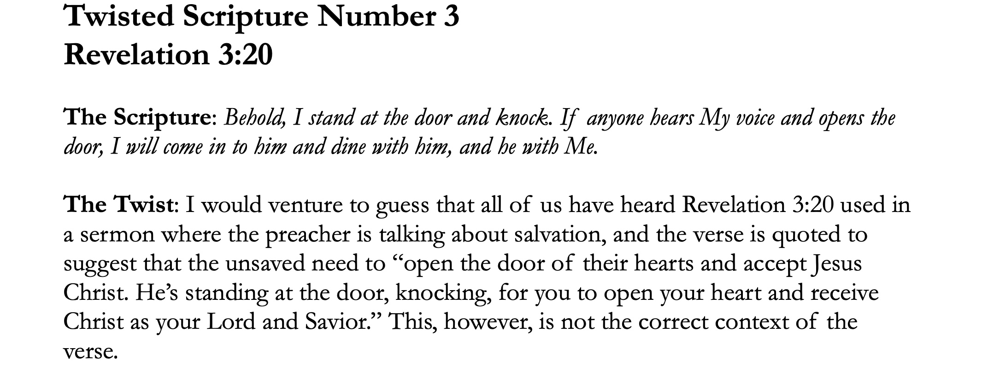 Twisted Scripture Number 3
Revelation 3:20
The Scripture: Behold, I stand at the door and knock. If anyone hears My voice and opens the
door, I will come in to him and dine with him, and he with Me.
The Twist: I would venture to guess that all of us have heard Revelation 3:20 used in
a sermon where the preacher is talking about salvation, and the verse is quoted to
suggest that the unsaved need to “open the door of their hearts and accept Jesus
Christ. He’s standing at the door, knocking, for you to open your heart and receive
Christ as your Lord and Savior.” This, however, is not the correct context of the
verse.